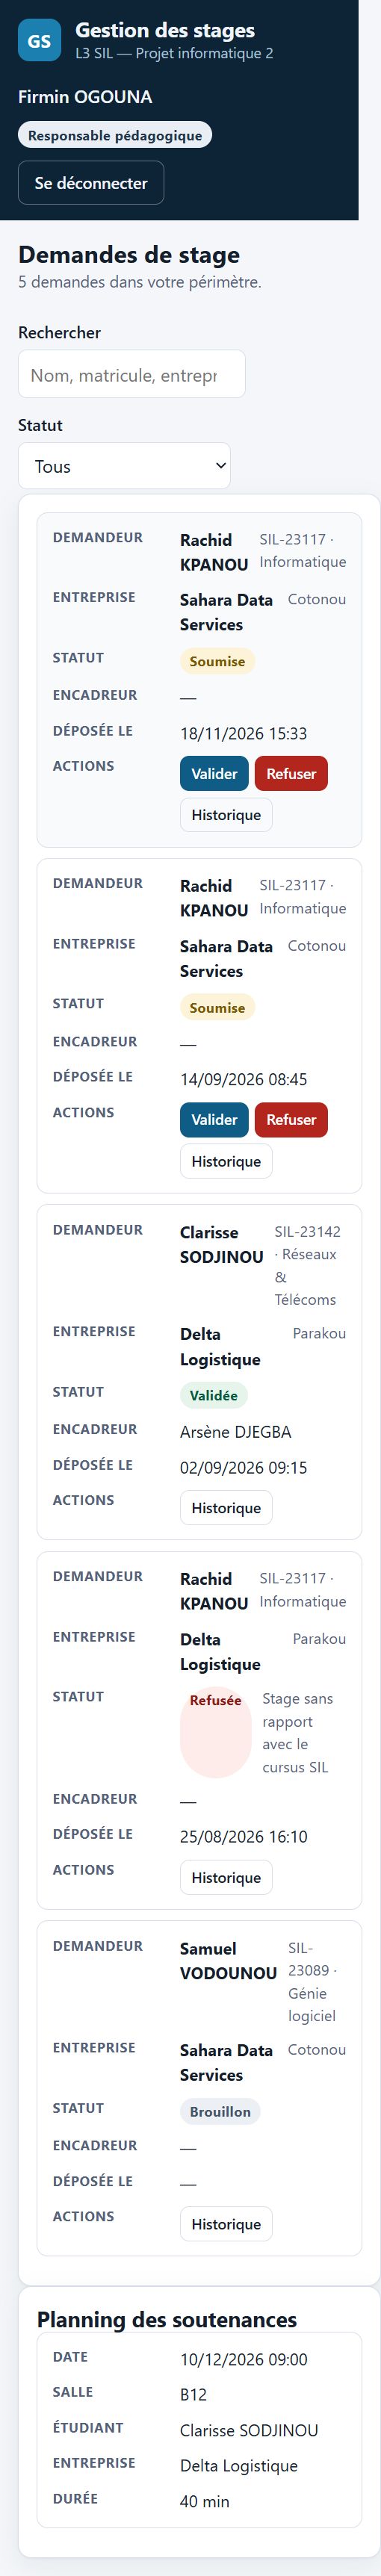 GS
Gestion des stages
L3 SIL — Projet informatique 2
Firmin OGOUNA
Responsable pédagogique
Se déconnecter
Demandes de stage
5 demandes dans votre périmètre.
Rechercher
Nom, matricule, entrepr
Statut
Tous
DEMANDEUR
Rachid KPANOU
SIL-23117 · Informatique
ENTREPRISE
Sahara Data Services
Cotonou
STATUT
Soumise
ENCADREUR
—
DÉPOSÉE LE
18/11/2026 15:33
ACTIONS
Valider
Refuser
Historique
DEMANDEUR
Rachid KPANOU
SIL-23117 · Informatique
ENTREPRISE
Sahara Data Services
Cotonou
STATUT
Soumise
ENCADREUR
—
DÉPOSÉE LE
14/09/2026 08:45
ACTIONS
Valider
Refuser
Historique
DEMANDEUR
Clarisse SODJINOU
SIL-23142 · Réseaux & Télécoms
ENTREPRISE
Delta Logistique
Parakou
STATUT
Validée
ENCADREUR
Arsène DJEGBA
DÉPOSÉE LE
02/09/2026 09:15
ACTIONS
Historique
DEMANDEUR
Rachid KPANOU
SIL-23117 · Informatique
ENTREPRISE
Delta Logistique
Parakou
STATUT
Refusée
Stage sans rapport avec le cursus SIL
ENCADREUR
—
DÉPOSÉE LE
25/08/2026 16:10
ACTIONS
Historique
DEMANDEUR
Samuel VODOUNOU
SIL-23089 · Génie logiciel
ENTREPRISE
Sahara Data Services
Cotonou
STATUT
Brouillon
ENCADREUR
—
DÉPOSÉE LE
—
ACTIONS
Historique
Planning des soutenances
DATE
10/12/2026 09:00
SALLE
B12
ÉTUDIANT
Clarisse SODJINOU
ENTREPRISE
Delta Logistique
DURÉE
40 min